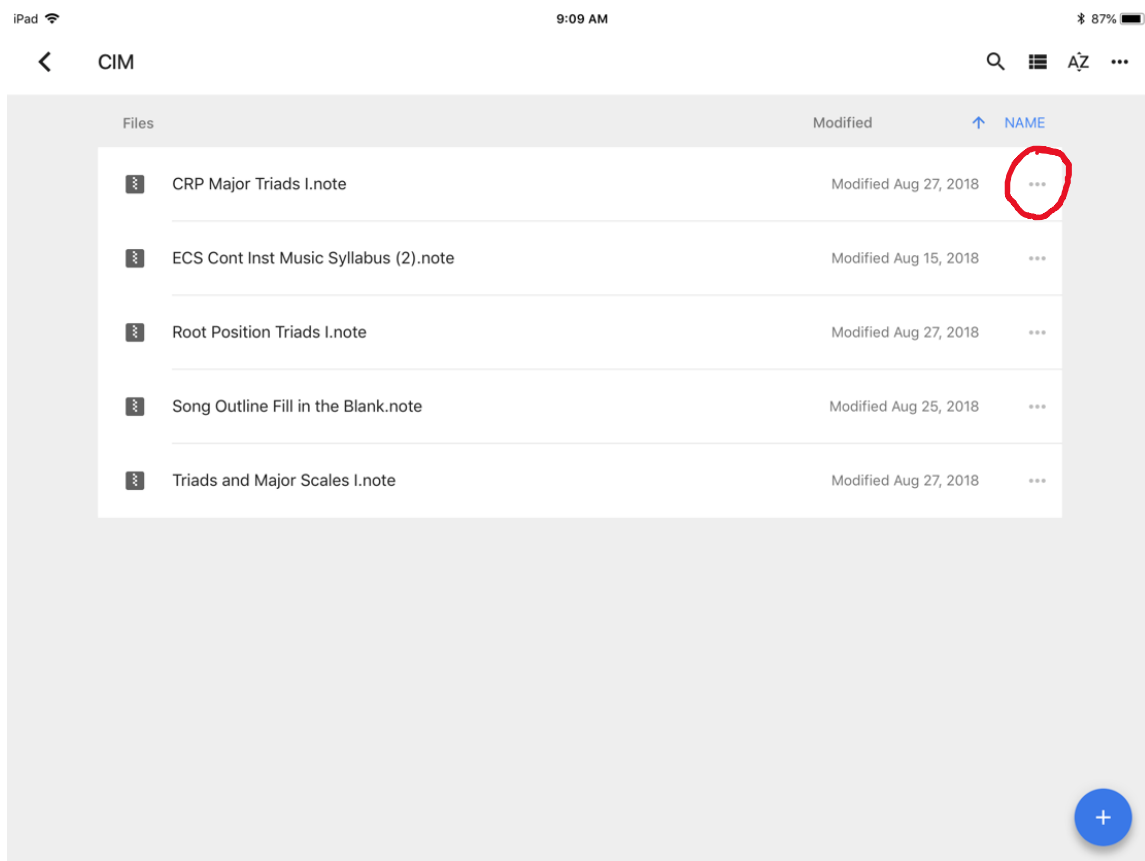 iPad 9:09 AM 87%
CIM AZ
Files Modified NAME
CRP Major Triads I.note Modified Aug 27, 2018
ECS Cont Inst Music Syllabus (2).note Modified Aug 15, 2018
Root Position Triads I.note Modified Aug 27, 2018
Song Outline Fill in the Blank.note Modified Aug 25, 2018
Triads and Major Scales I.note Modified Aug 27, 2018